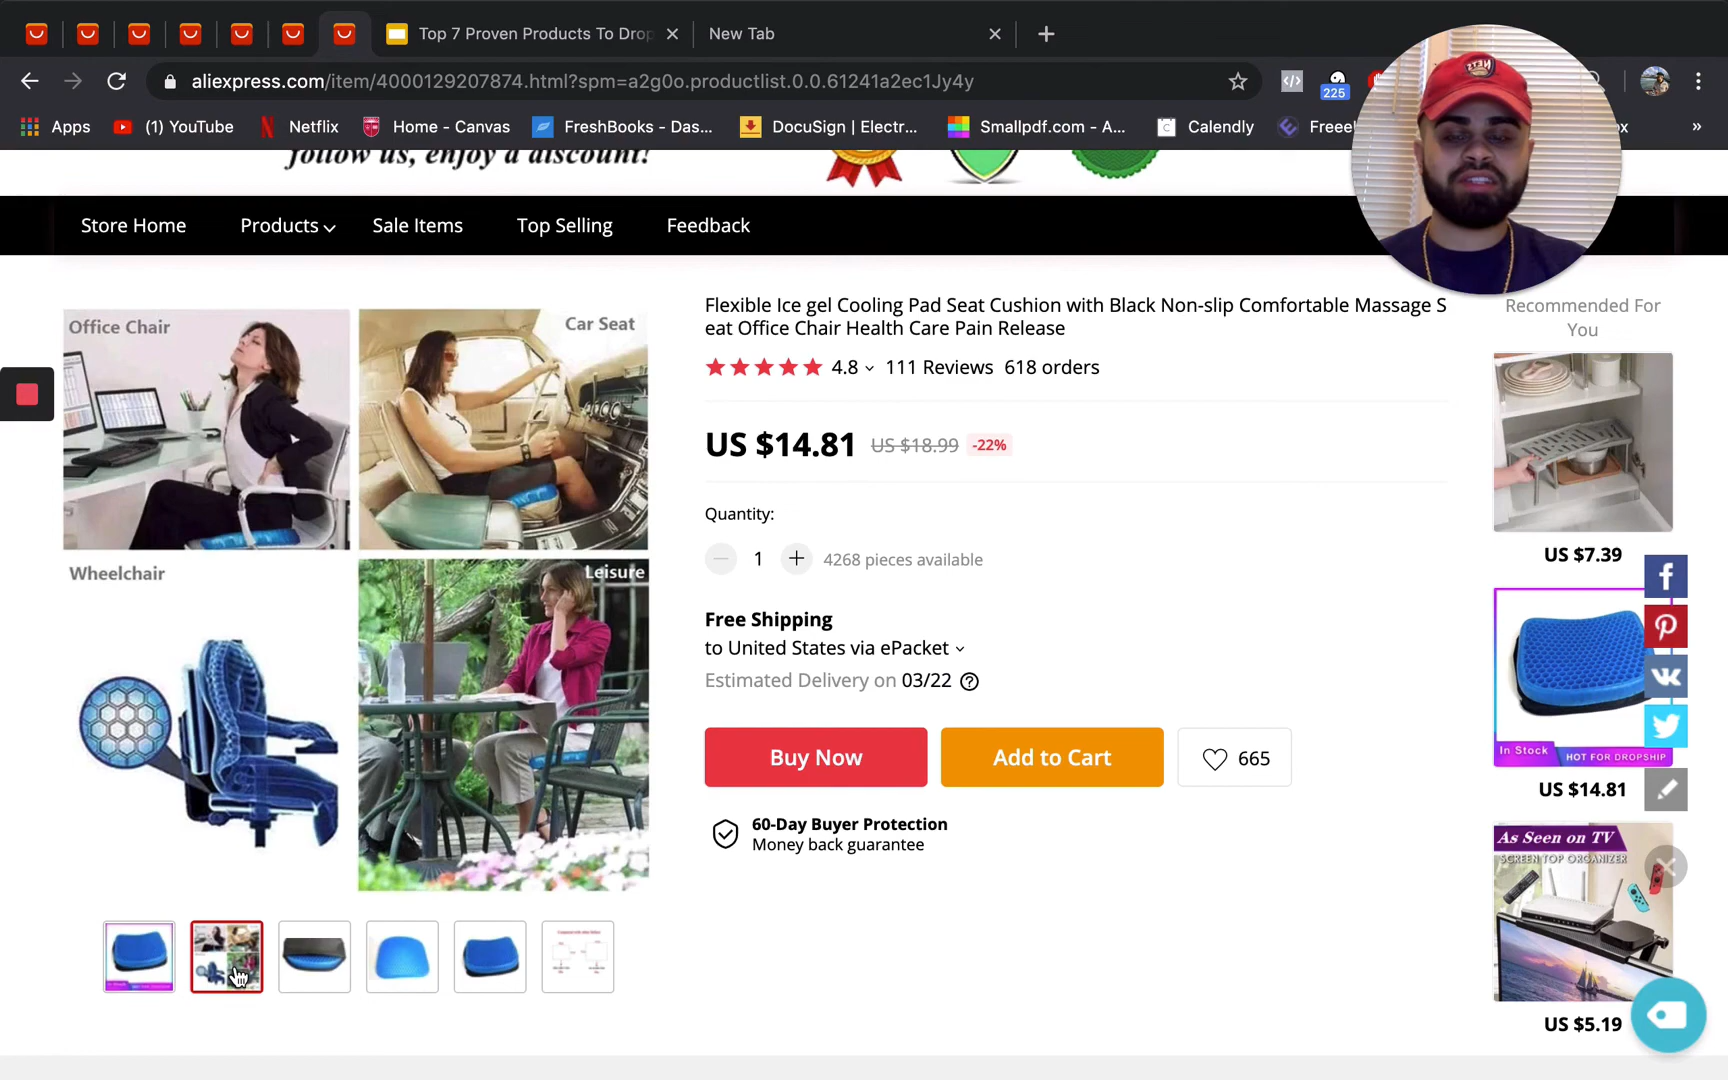 Top 7 Proven Products To Drop
New Tab
aliexpress.com/item/4000129207874.html?spm=a2g0o.productlist.0.0.61241a2ec1Jy4y
225
Apps
(1) YouTube
Netflix
Home - Canvas
FreshBooks - Das...
DocuSign | Electr...
Smallpdf.com - A...
Calendly
Freeel
ox
»
follow us, enjoy a discount!
NETS
Store Home
Products
Sale Items
Top Selling
Feedback
Office Chair
Car Seat
Wheelchair
Leisure
Flexible Ice gel Cooling Pad Seat Cushion with Black Non-slip Comfortable Massage S
eat Office Chair Health Care Pain Release
4.8
111 Reviews
618 orders
US $14.81
US $18.99
-22%
Quantity:
1
4268 pieces available
Free Shipping
to United States via ePacket
Estimated Delivery on 03/22
Buy Now
Add to Cart
665
60-Day Buyer Protection
Money back guarantee
Recommended For
You
US $7.39
In Stock
HOT FOR DROPSHIP
US $14.81
As Seen on TV
SCREEN TOP ORGANIZER
US $5.19